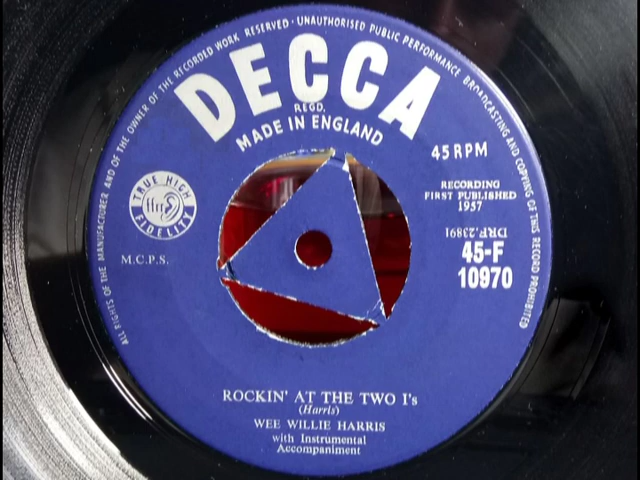 ALL RIGHTS OF THE MANUFACTURER AND OF THE OWNER OF THE RECORDED WORK RESERVED · UNAUTHORISED PUBLIC PERFORMANCE BROADCASTING AND COPYING OF THIS RECORD PROHIBITED
DECCA
REGD.
MADE IN ENGLAND
45 RPM
TRUE HIGH
ffrr
FIDELITY
RECORDING
FIRST PUBLISHED
1957
M.C.P.S.
DRF.23891
45-F
10970
ROCKIN' AT THE TWO I's
(Harris)
WEE WILLIE HARRIS
with Instrumental
Accompaniment